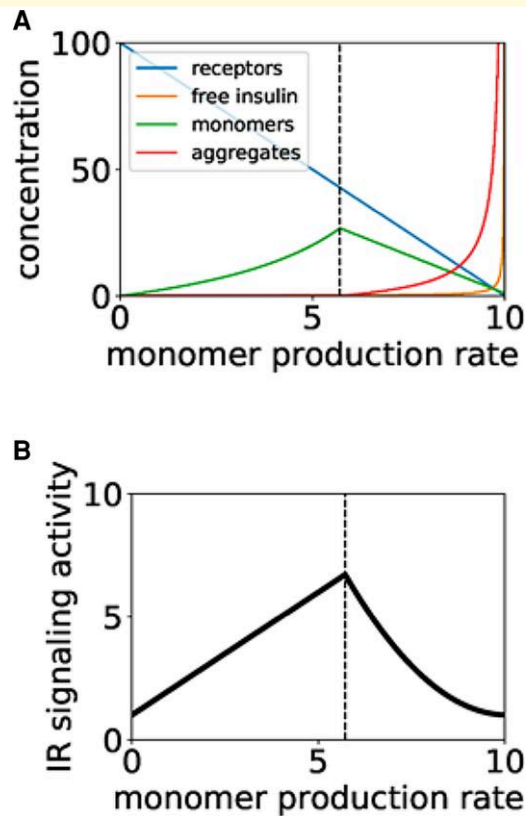 A
100
50
0
concentration
receptors
free insulin
monomers
aggregates
0 5 10
monomer production rate
B
10
5
0
IR signaling activity
0 5 10
monomer production rate